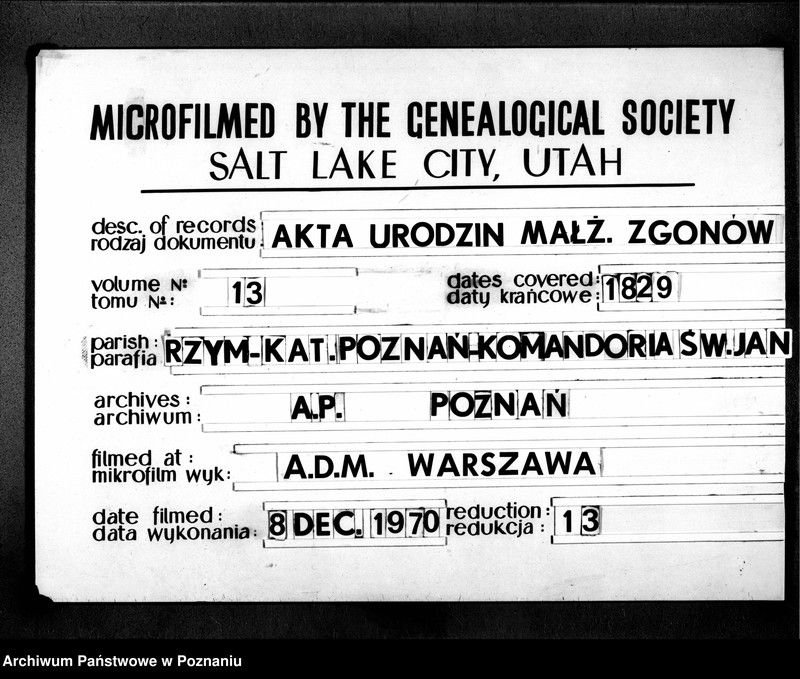 MICROFILMED BY THE GENEALOGICAL SOCIETY
SALT LAKE CITY, UTAH
desc. of records
rodzaj dokumentu: AKTA URODZIN MAŁŻ. ZGONÓW
volume №
tomu №: 13
dates covered:
daty krańcowe: 1829
parish:
parafia RZYM-KAT. POZNAŃ-KOMANDORIA ŚW. JAN
archives:
archiwum: A.P. POZNAŃ
filmed at:
mikrofilm wyk: A.D.M. WARSZAWA
date filmed:
data wykonania: 8 DEC. 1970
reduction:
redukcja: 13
Archiwum Państwowe w Poznaniu